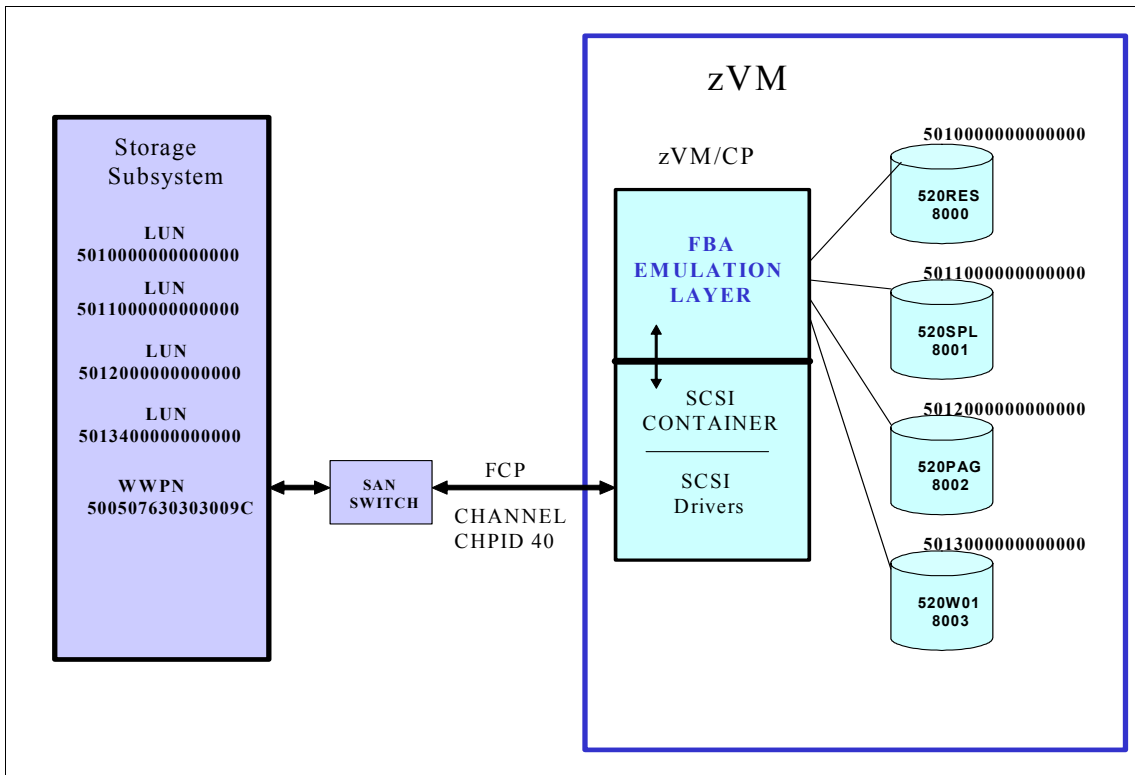 zVM
Storage
Subsystem
LUN
5010000000000000
LUN
5011000000000000
LUN
5012000000000000
LUN
5013400000000000
WWPN
500507630303009C
SAN
SWITCH
FCP
CHANNEL
CHPID 40
zVM/CP
FBA
EMULATION
LAYER
SCSI
CONTAINER
SCSI
Drivers
5010000000000000
520RES
8000
5011000000000000
520SPL
8001
5012000000000000
520PAG
8002
5013000000000000
520W01
8003